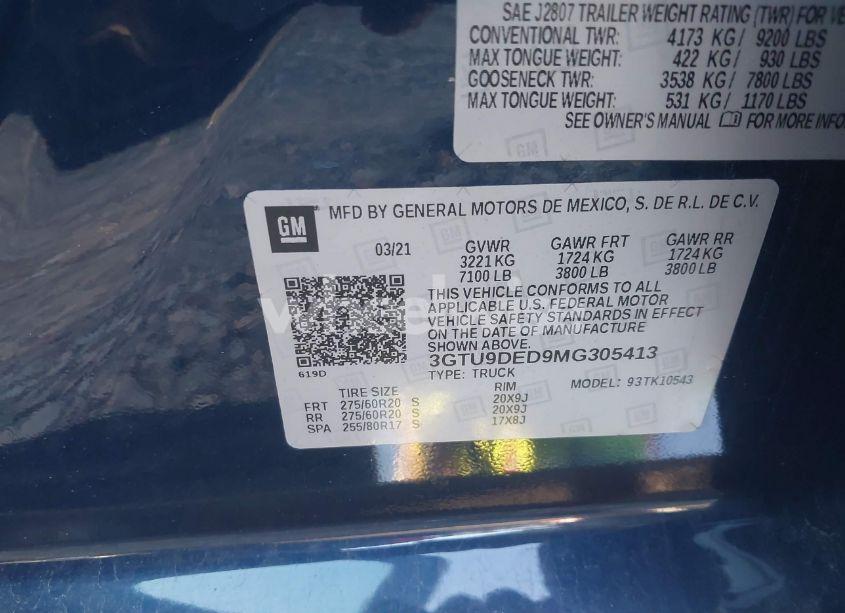 SAE J2807 TRAILER WEIGHT RATING (TWR) FOR VE
CONVENTIONAL TWR: 4173 KG/ 9200 LBS
MAX TONGUE WEIGHT: 422 KG/ 930 LBS
GOOSENECK TWR: 3538 KG/ 7800 LBS
MAX TONGUE WEIGHT: 531 KG/ 1170 LBS
SEE OWNER'S MANUAL FOR MORE INFO
GM MFD BY GENERAL MOTORS DE MEXICO, S. DE R.L. DE C.V.
03/21 GVWR GAWR FRT GAWR RR
3221 KG 1724 KG 1724 KG
7100 LB 3800 LB 3800 LB
THIS VEHICLE CONFORMS TO ALL
APPLICABLE U.S. FEDERAL MOTOR
VEHICLE SAFETY STANDARDS IN EFFECT
ON THE DATE OF MANUFACTURE
SHOWN ABOVE.
3GTU9DED9MG305413
619D TYPE: TRUCK MODEL: 93TK10543
TIRE SIZE RIM
FRT 275/60R20 S 20X9J
RR 275/60R20 S 20X9J
SPA 255/80R17 S 17X8J